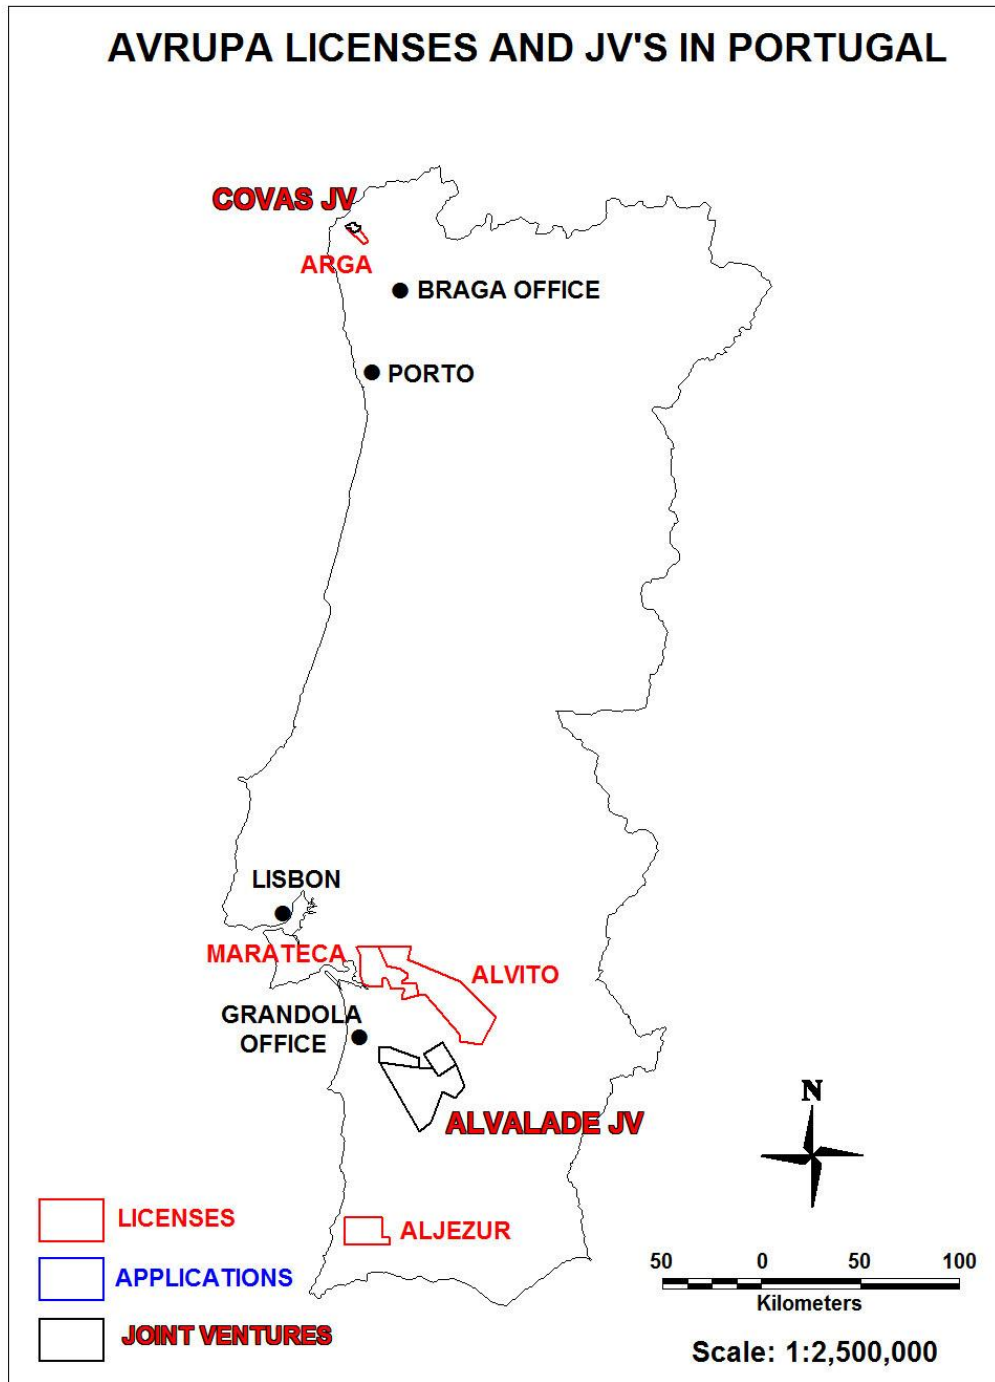 AVRUPA LICENSES AND JV'S IN PORTUGAL
COVAS JV
ARGA
BRAGA OFFICE
PORTO
LISBON
MARATECA
ALVITO
GRANDOLA
OFFICE
ALVALADE JV
N
ALJEZUR
LICENSES
APPLICATIONS
JOINT VENTURES
50 0 50 100
Kilometers
Scale: 1:2,500,000